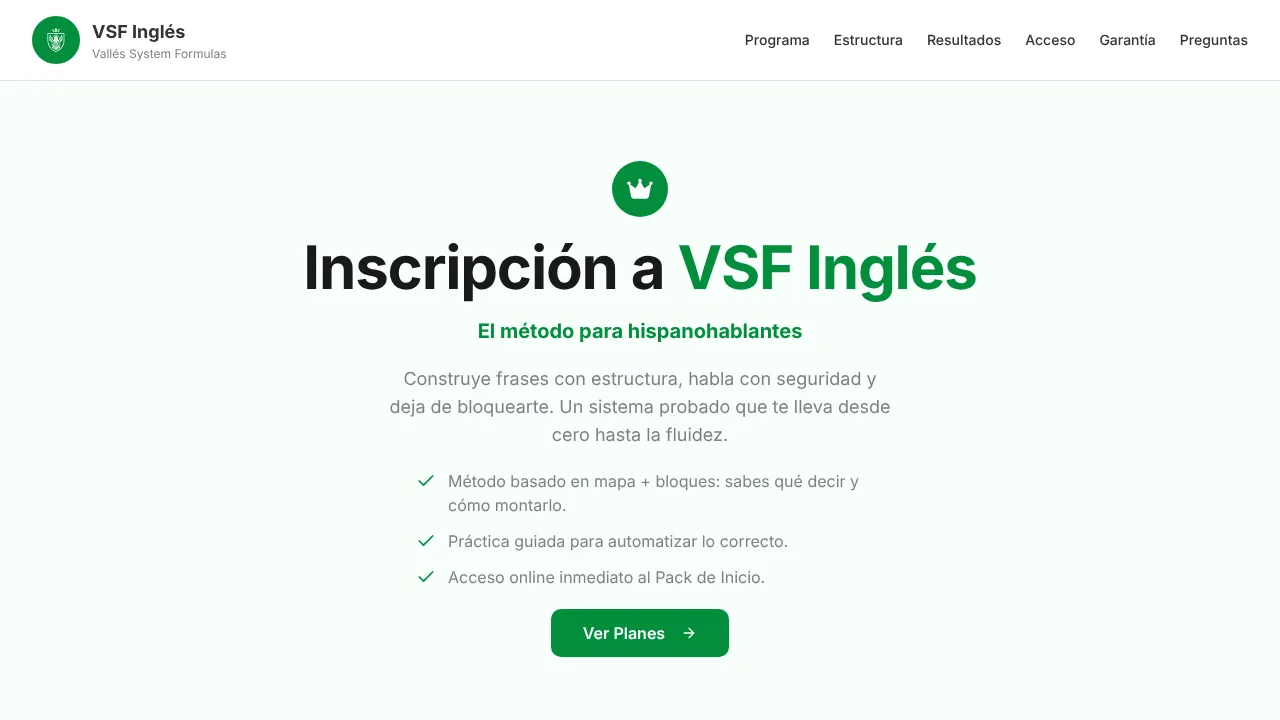 VSF Inglés
Vallés System Formulas
Programa
Estructura
Resultados
Acceso
Garantía
Preguntas
Inscripción a VSF Inglés
El método para hispanohablantes
Construye frases con estructura, habla con seguridad y
deja de bloquearte. Un sistema probado que te lleva desde
cero hasta la fluidez.
Método basado en mapa + bloques: sabes qué decir y
cómo montarlo.
Práctica guiada para automatizar lo correcto.
Acceso online inmediato al Pack de Inicio.
Ver Planes